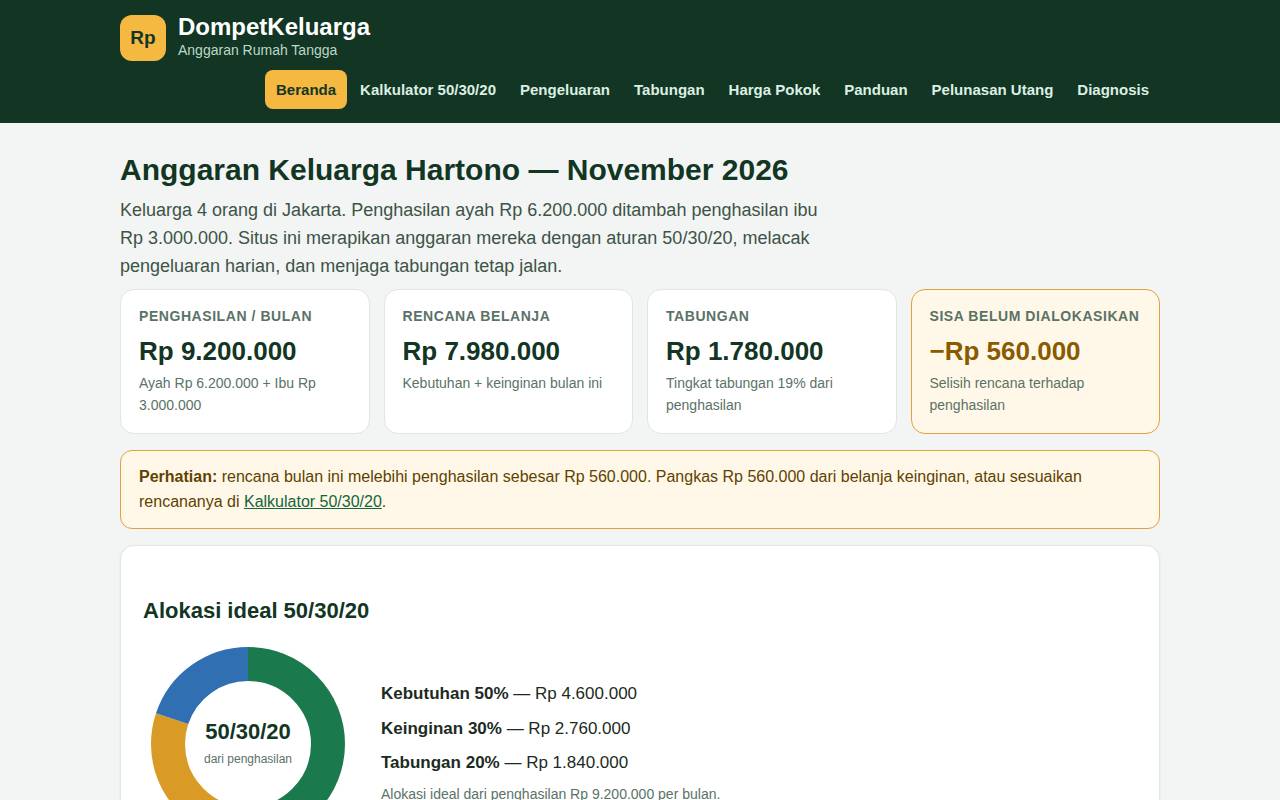 Rp
DompetKeluarga
Anggaran Rumah Tangga
Beranda Kalkulator 50/30/20 Pengeluaran Tabungan Harga Pokok Panduan Pelunasan Utang Diagnosis
Anggaran Keluarga Hartono — November 2026
Keluarga 4 orang di Jakarta. Penghasilan ayah Rp 6.200.000 ditambah penghasilan ibu
Rp 3.000.000. Situs ini merapikan anggaran mereka dengan aturan 50/30/20, melacak
pengeluaran harian, dan menjaga tabungan tetap jalan.
PENGHASILAN / BULAN
Rp 9.200.000
Ayah Rp 6.200.000 + Ibu Rp
3.000.000
RENCANA BELANJA
Rp 7.980.000
Kebutuhan + keinginan bulan ini
TABUNGAN
Rp 1.780.000
Tingkat tabungan 19% dari
penghasilan
SISA BELUM DIALOKASIKAN
−Rp 560.000
Selisih rencana terhadap
penghasilan
Perhatian: rencana bulan ini melebihi penghasilan sebesar Rp 560.000. Pangkas Rp 560.000 dari belanja keinginan, atau sesuaikan
rencananya di Kalkulator 50/30/20.
Alokasi ideal 50/30/20
50/30/20
dari penghasilan
Kebutuhan 50% — Rp 4.600.000
Keinginan 30% — Rp 2.760.000
Tabungan 20% — Rp 1.840.000
Alokasi ideal dari penghasilan Rp 9.200.000 per bulan.